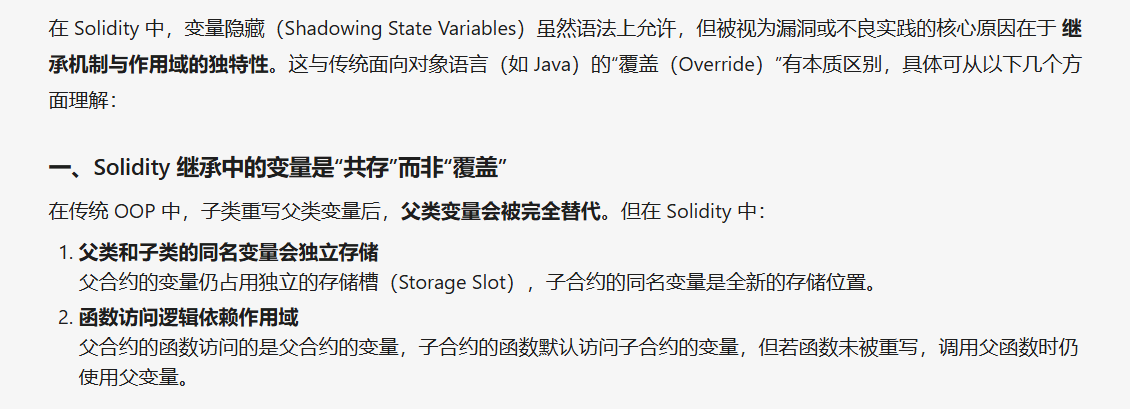 在 Solidity 中，变量隐藏（Shadowing State Variables）虽然语法上允许，但被视为漏洞或不良实践的核心原因在于 继
承机制与作用域的独特性。这与传统面向对象语言（如 Java）的“覆盖（Override）”有本质区别，具体可从以下几个方
面理解：
一、Solidity 继承中的变量是“共存”而非“覆盖”
在传统 OOP 中，子类重写父类变量后，父类变量会被完全替代。但在 Solidity 中：
1. 父类和子类的同名变量会独立存储
父合约的变量仍占用独立的存储槽（Storage Slot），子合约的同名变量是全新的存储位置。
2. 函数访问逻辑依赖作用域
父合约的函数访问的是父合约的变量，子合约的函数默认访问子合约的变量，但若函数未被重写，调用父函数时仍
使用父变量。